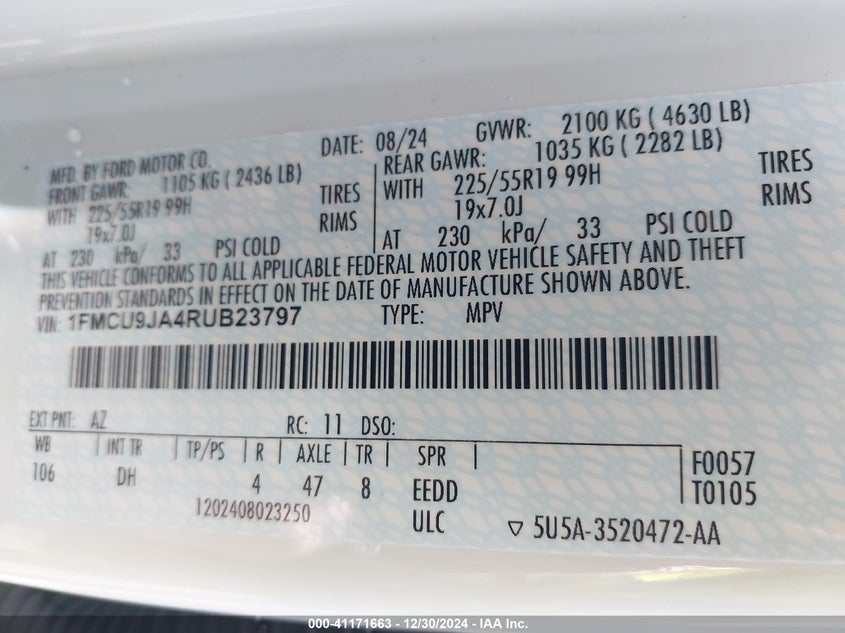 MFD. BY FORD MOTOR CO. DATE: 08/24 GVWR: 2100 KG ( 4630 LB)
FRONT GAWR: 1105 KG ( 2436 LB) REAR GAWR: 1035 KG ( 2282 LB)
WITH 225/55R19 99H TIRES WITH 225/55R19 99H TIRES
19x7.0J RIMS 19x7.0J RIMS
AT 230 kPa/ 33 PSI COLD AT 230 kPa/ 33 PSI COLD
THIS VEHICLE CONFORMS TO ALL APPLICABLE FEDERAL MOTOR VEHICLE SAFETY AND THEFT
PREVENTION STANDARDS IN EFFECT ON THE DATE OF MANUFACTURE SHOWN ABOVE.
VIN: 1FMCU9JA4RUB23797 TYPE: MPV
EXT PNT: AZ RC: 11 DSO:
WB INT TR TP/PS R AXLE TR SPR
106 DH 4 47 8 EEDD F0057
1202408023250 ULC T0105
5U5A-3520472-AA
000-41171663 - 12/30/2024 - IAA Inc.